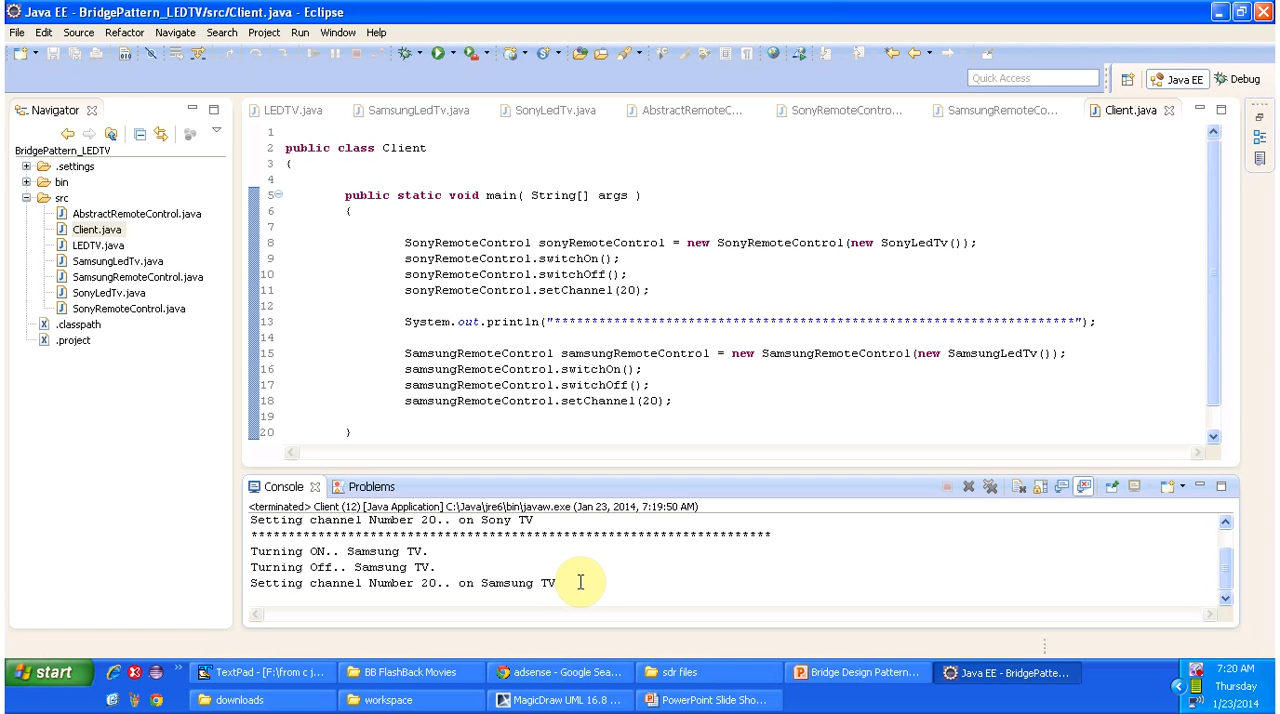 Java EE - BridgePattern_LEDTV/src/Client.java - Eclipse
File Edit Source Refactor Navigate Search Project Run Window Help
Quick Access
Java EE
Debug
Navigator
BridgePattern_LEDTV
.settings
bin
src
AbstractRemoteControl.java
Client.java
LEDTV.java
SamsungLedTv.java
SamsungRemoteControl.java
SonyLedTv.java
SonyRemoteControl.java
.classpath
.project
LEDTV.java SamsungLedTv.java SonyLedTv.java AbstractRemoteC... SonyRemoteContro... SamsungRemoteCo... Client.java
1
2 public class Client
3 {
4
5 public static void main( String[] args )
6 {
7
8 SonyRemoteControl sonyRemoteControl = new SonyRemoteControl(new SonyLedTv());
9 sonyRemoteControl.switchOn();
10 sonyRemoteControl.switchOff();
11 sonyRemoteControl.setChannel(20);
12
13 System.out.println("**********************************************************************");
14
15 SamsungRemoteControl samsungRemoteControl = new SamsungRemoteControl(new SamsungLedTv());
16 samsungRemoteControl.switchOn();
17 samsungRemoteControl.switchOff();
18 samsungRemoteControl.setChannel(20);
19
20 }
Console Problems
<terminated> Client (12) [Java Application] C:\Java\jre6\bin\javaw.exe (Jan 23, 2014, 7:19:50 AM)
Setting channel Number 20.. on Sony TV
**********************************************************************
Turning ON.. Samsung TV.
Turning Off.. Samsung TV.
Setting channel Number 20.. on Samsung TV
start
TextPad - [F:\from c j...
BB FlashBack Movies
adsense - Google Sea...
sdr files
Bridge Design Pattern...
Java EE - BridgePatte...
downloads
workspace
MagicDraw UML 16.8 ...
PowerPoint Slide Sho...
7:20 AM
Thursday
1/23/2014